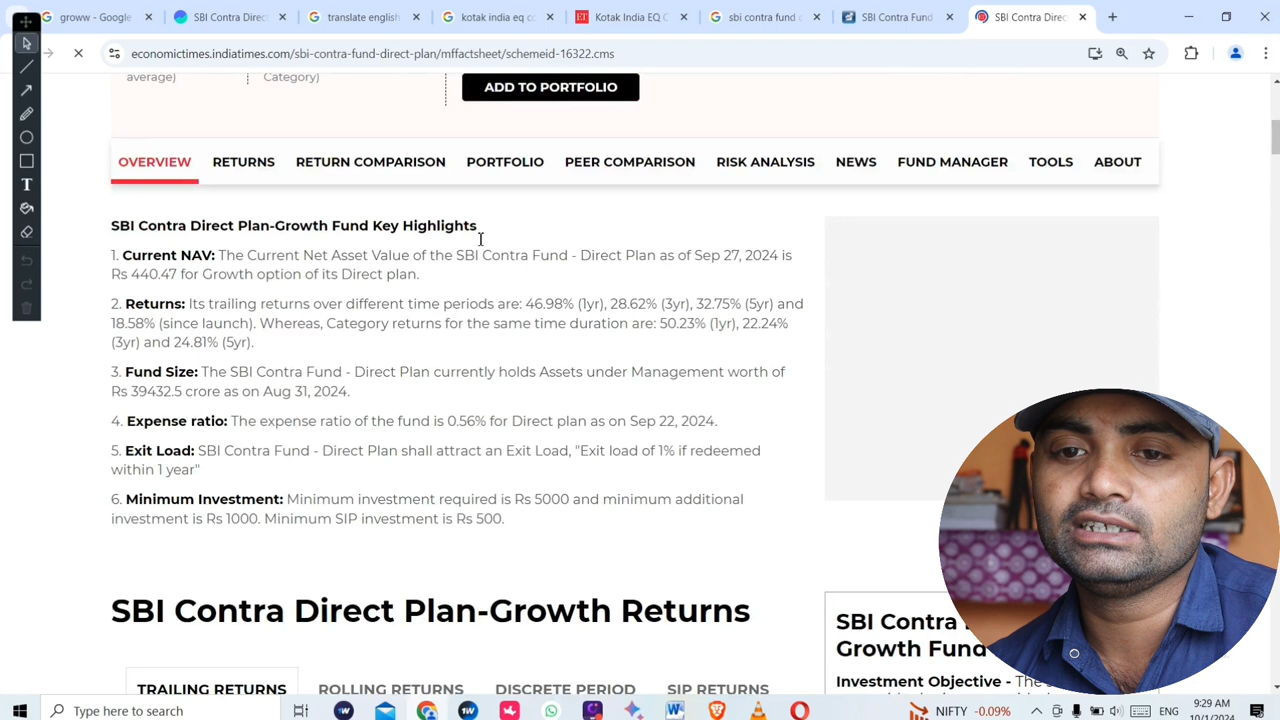 groww - Google
SBI Contra Direct
translate english
kotak india eq co
Kotak India EQ C
sbi contra fund
SBI Contra Fund
SBI Contra Direc
economictimes.indiatimes.com/sbi-contra-fund-direct-plan/mffactsheet/schemeid-16322.cms
average)
Category)
ADD TO PORTFOLIO
OVERVIEW RETURNS RETURN COMPARISON PORTFOLIO PEER COMPARISON RISK ANALYSIS NEWS FUND MANAGER TOOLS ABOUT
SBI Contra Direct Plan-Growth Fund Key Highlights
1. Current NAV: The Current Net Asset Value of the SBI Contra Fund - Direct Plan as of Sep 27, 2024 is
Rs 440.47 for Growth option of its Direct plan.
2. Returns: Its trailing returns over different time periods are: 46.98% (1yr), 28.62% (3yr), 32.75% (5yr) and
18.58% (since launch). Whereas, Category returns for the same time duration are: 50.23% (1yr), 22.24%
(3yr) and 24.81% (5yr).
3. Fund Size: The SBI Contra Fund - Direct Plan currently holds Assets under Management worth of
Rs 39432.5 crore as on Aug 31, 2024.
4. Expense ratio: The expense ratio of the fund is 0.56% for Direct plan as on Sep 22, 2024.
5. Exit Load: SBI Contra Fund - Direct Plan shall attract an Exit Load, "Exit load of 1% if redeemed
within 1 year"
6. Minimum Investment: Minimum investment required is Rs 5000 and minimum additional
investment is Rs 1000. Minimum SIP investment is Rs 500.
SBI Contra Direct Plan-Growth Returns
TRAILING RETURNS ROLLING RETURNS DISCRETE PERIOD SIP RETURNS
SBI Contra
Growth Fund
Investment Objective - The
Type here to search
NIFTY -0.09%
ENG
9:29 AM
10/1/2024